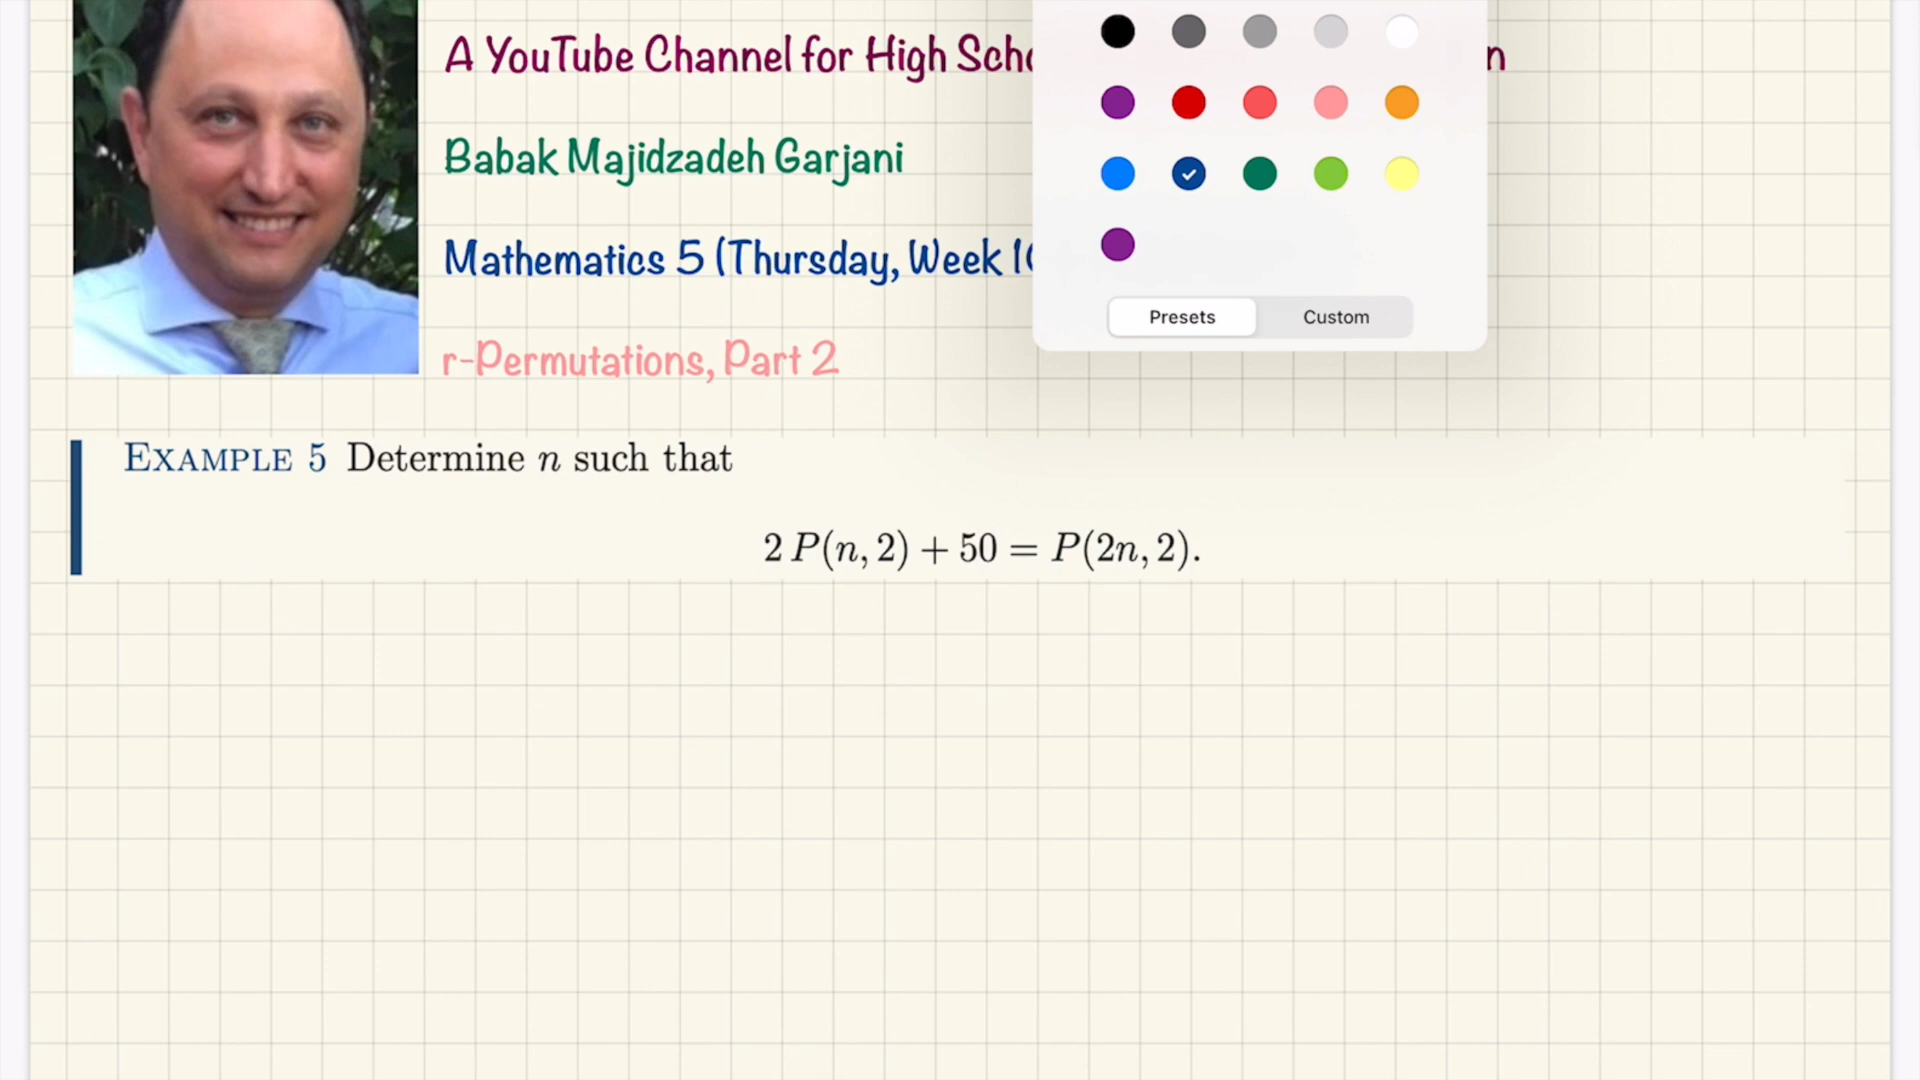 A YouTube Channel for High
Babak Majidzadeh Garjani
Mathematics 5 (Thursday, Week
r-Permutations, Part 2
Presets Custom
EXAMPLE 5 Determine n such that
2 P(n, 2) + 50 = P(2n, 2).